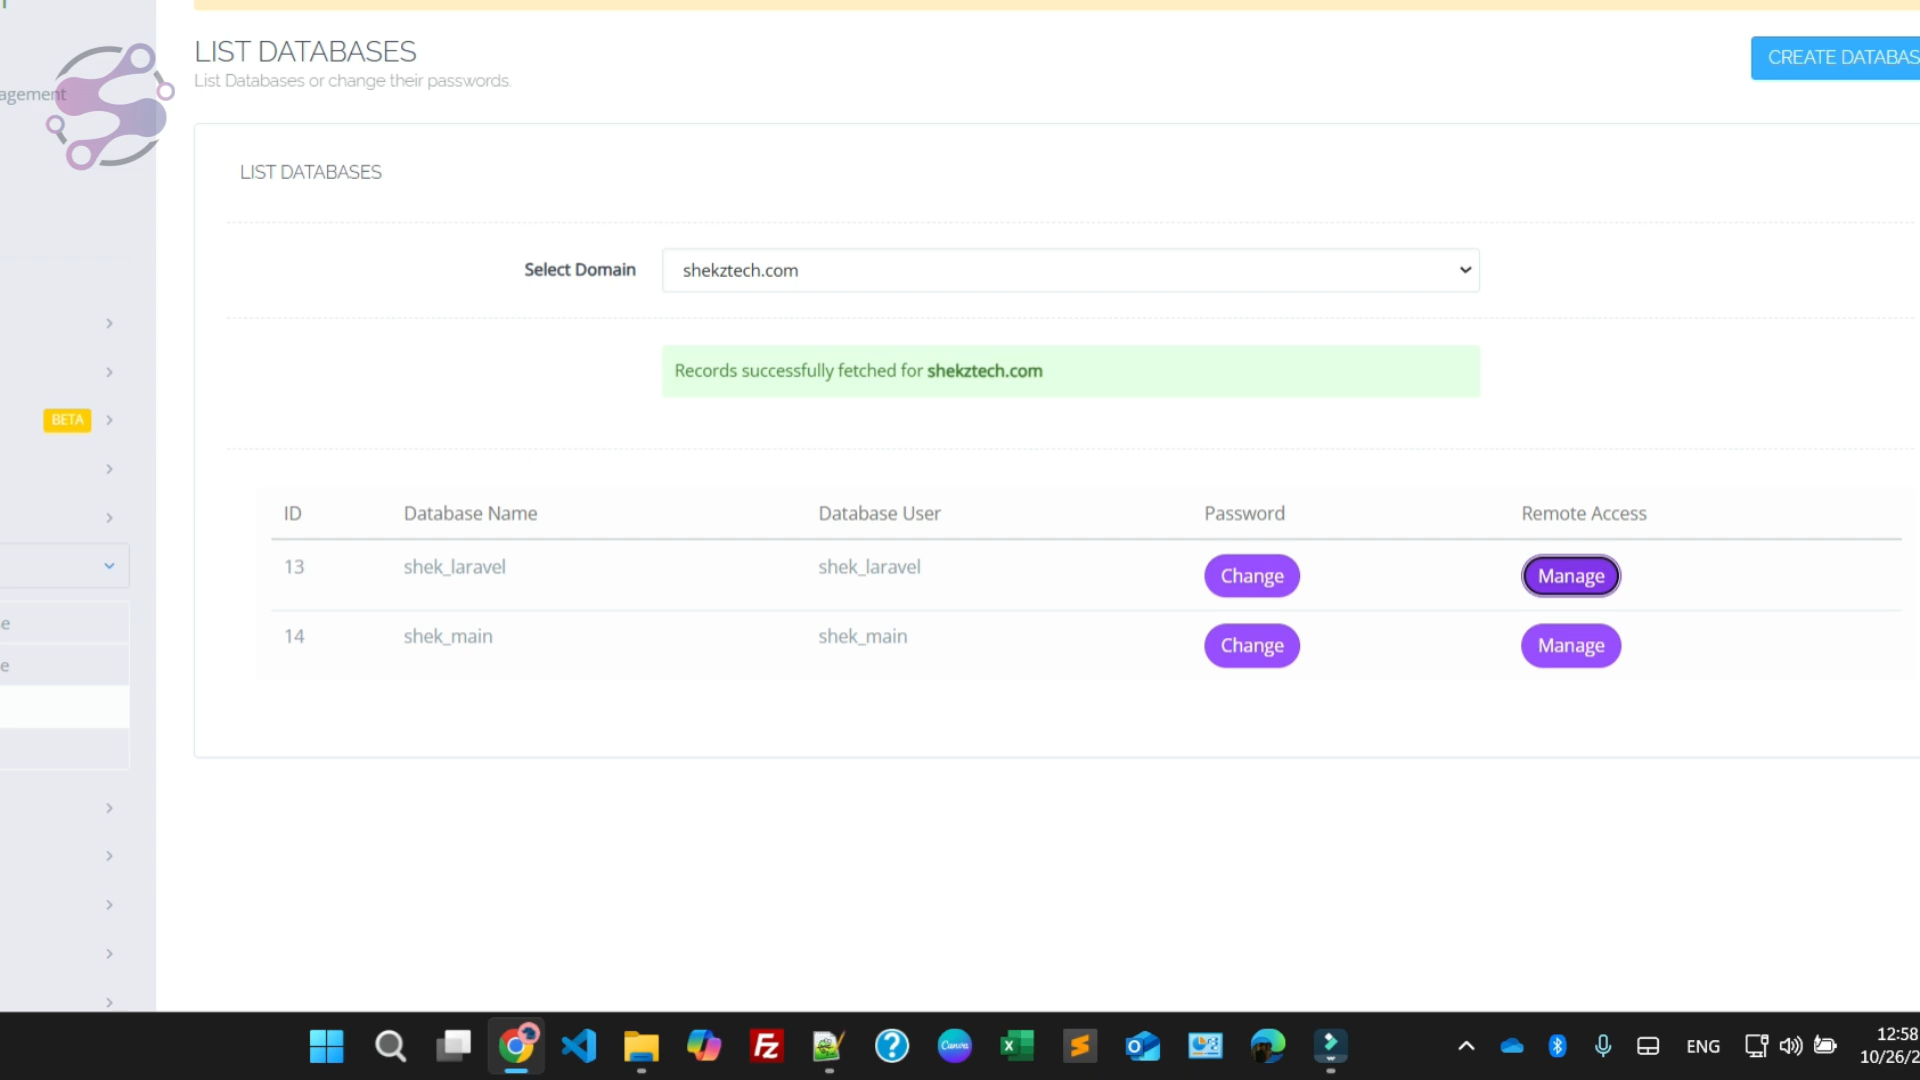 LIST DATABASES
List Databases or change their passwords.
CREATE DATABAS
agement
LIST DATABASES
Select Domain
shekztech.com
Records successfully fetched for shekztech.com
BETA
ID Database Name Database User Password Remote Access
13 shek_laravel shek_laravel Change Manage
14 shek_main shek_main Change Manage
e
e
Fz
Canva
ENG
12:58
10/26/2